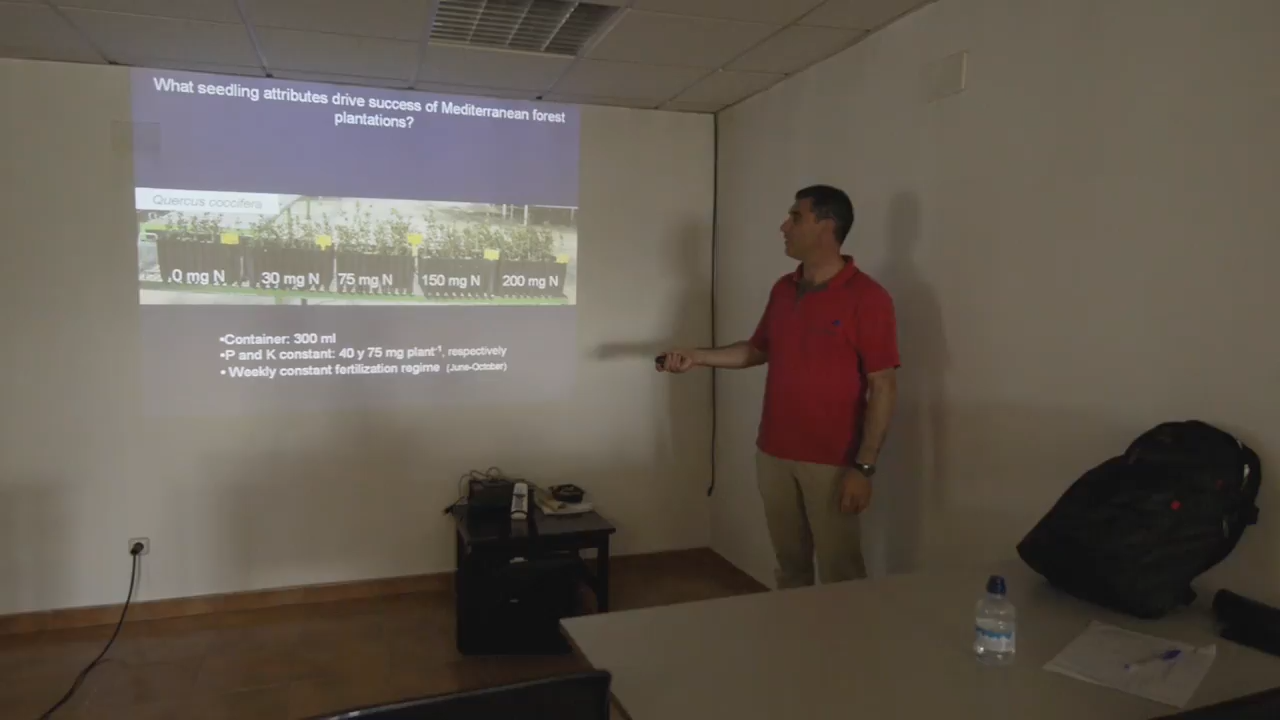 What seedling attributes drive success of Mediterranean forest
plantations?
Quercus coccifera
0 mg N
30 mg N
75 mg N
150 mg N
200 mg N
•Container: 300 ml
•P and K constant: 40 y 75 mg plant⁻¹, respectively
• Weekly constant fertilization regime (June-October)